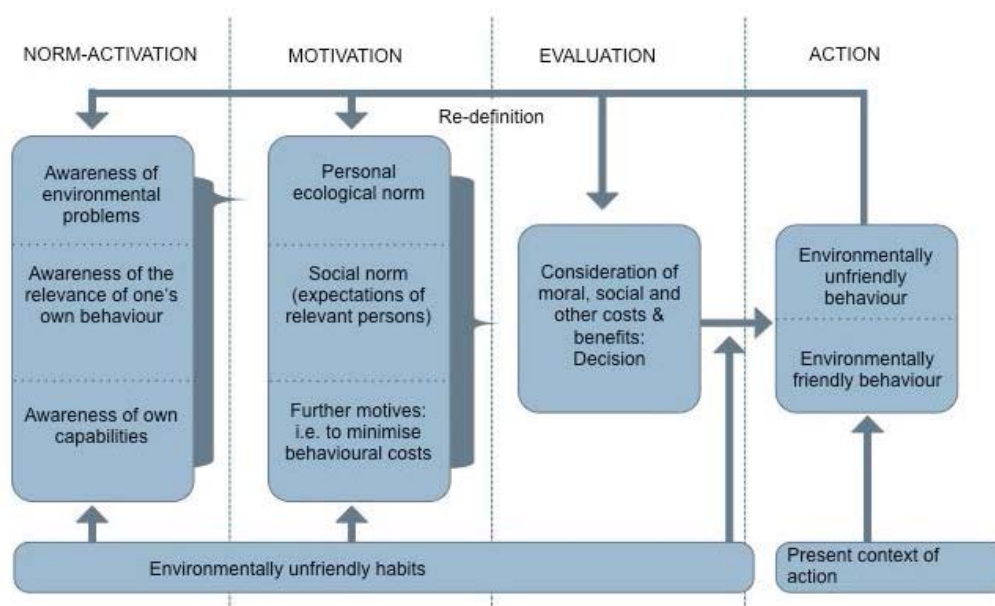 NORM-ACTIVATION
MOTIVATION
EVALUATION
ACTION
Re-definition
Awareness of
environmental
problems
Awareness of the
relevance of one's
own behaviour
Awareness of own
capabilities
Personal
ecological norm
Social norm
(expectations of
relevant persons)
Further motives:
i.e. to minimise
behavioural costs
Consideration of
moral, social and
other costs &
benefits:
Decision
Environmentally
unfriendly
behaviour
Environmentally
friendly behaviour
Environmentally unfriendly habits
Present context of
action